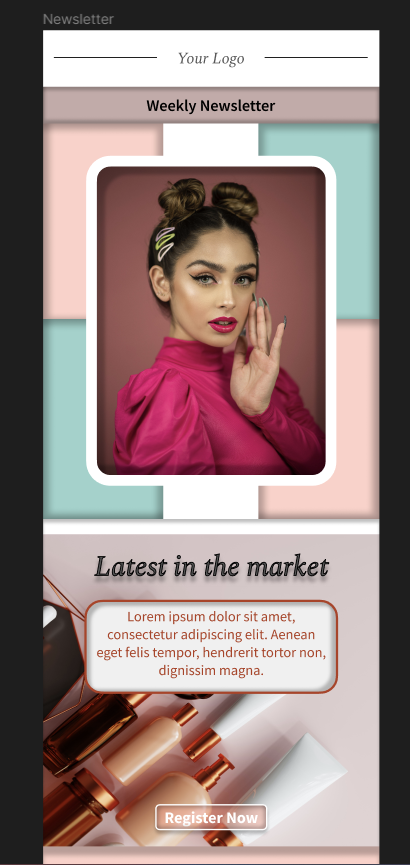 Newsletter
Your Logo
Weekly Newsletter
Latest in the market
Lorem ipsum dolor sit amet,
consectetur adipiscing elit. Aenean
eget felis tempor, hendrerit tortor non,
dignissim magna.
Register Now